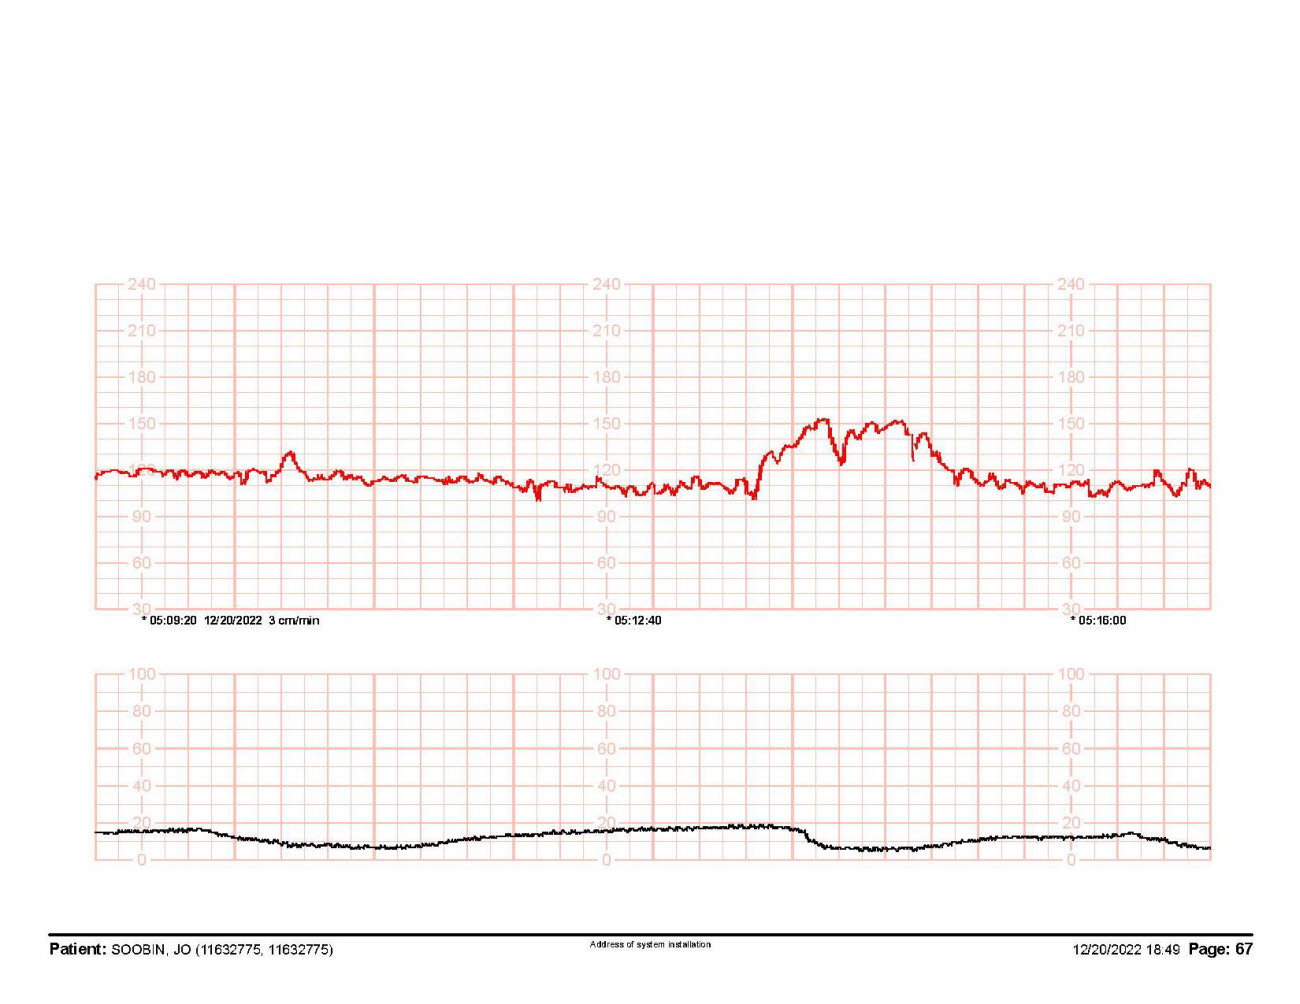 240 240 240
210 210 210
180 180 180
150 150 150
120 120 120
90 90 90
60 60 60
30 30 30
* 05:09:20 12/20/2022 3 cm/min * 05:12:40 * 05:16:00
100 100 100
80 80 80
60 60 60
40 40 40
20 20 20
0 0 0
Patient: SOOBIN, JO (11632775, 11632775) Address of system installation 12/20/2022 18:49 Page: 67